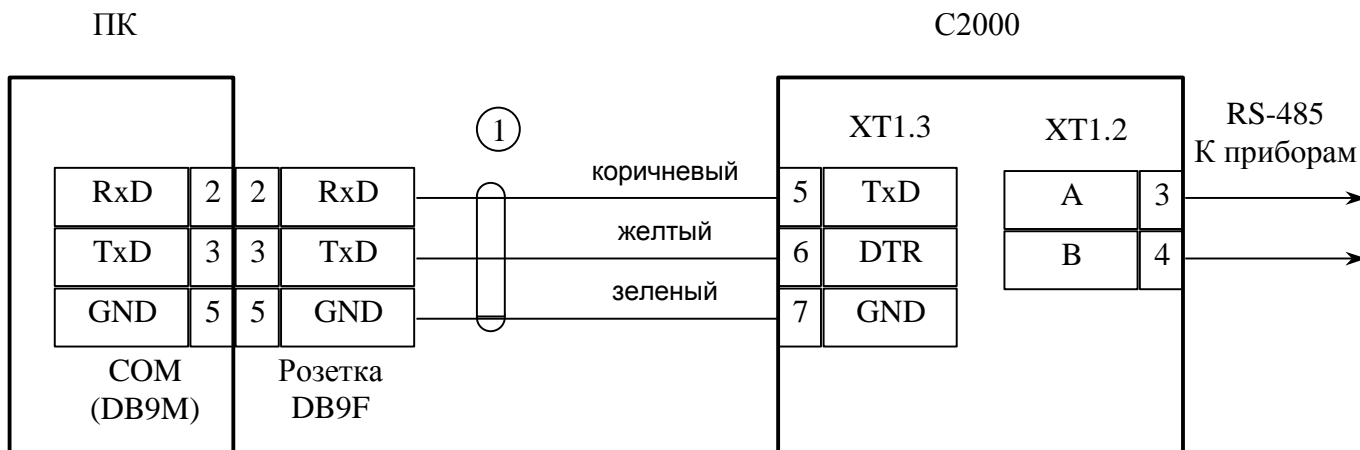 ПК
С2000
1
XT1.3
XT1.2
RS-485
К приборам
RxD 2 2 RxD
коричневый
5 TxD
A 3
TxD 3 3 TxD
желтый
6 DTR
B 4
GND 5 5 GND
зеленый
7 GND
COM
(DB9M)
Розетка
DB9F